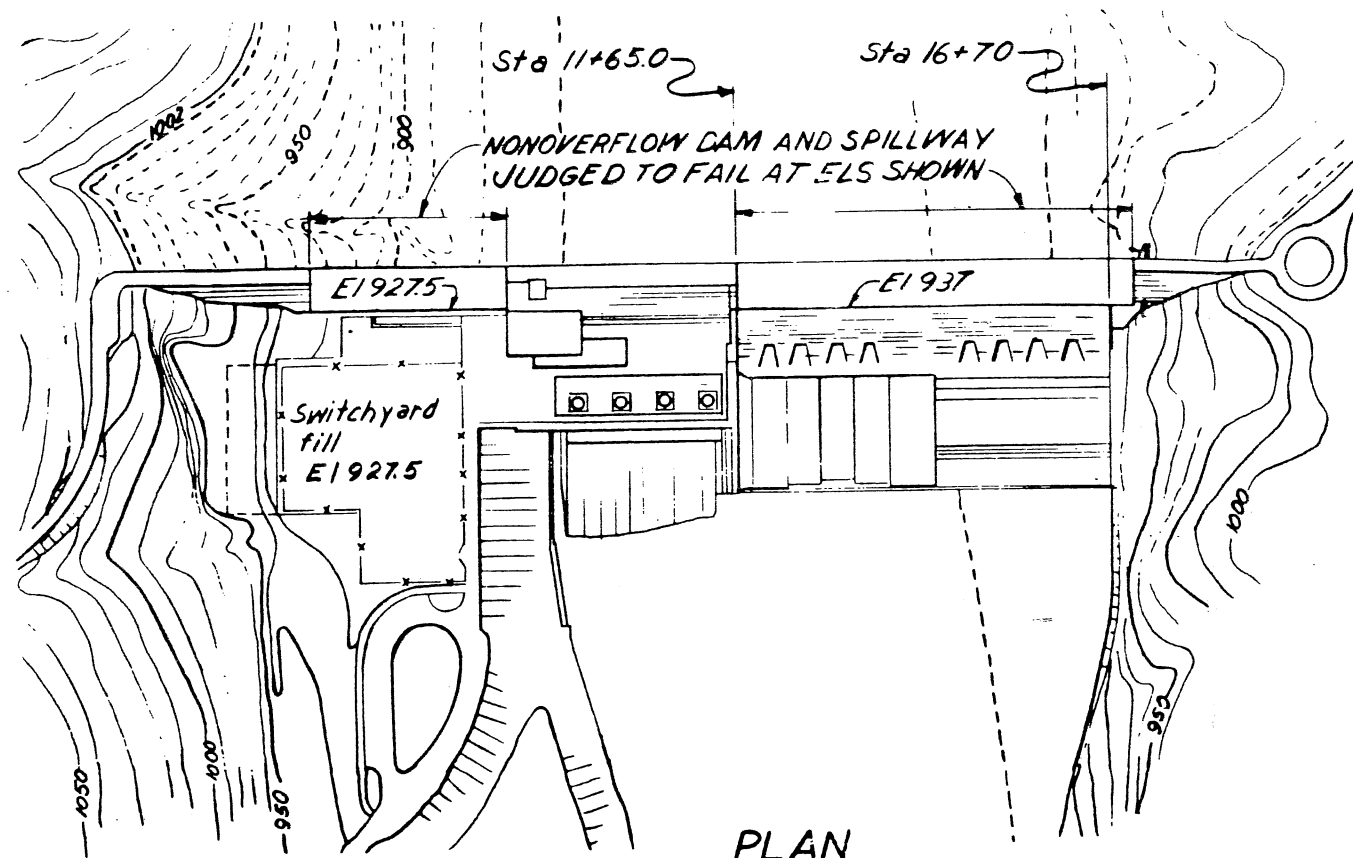 Sta 11+65.0
Sta 16+70
1002
950
900
NONOVERFLOW DAM AND SPILLWAY
JUDGED TO FAIL AT ELS SHOWN
El 927.5
El 937
Switchyard
fill
El 927.5
1000
950
1050
1000
950
PLAN